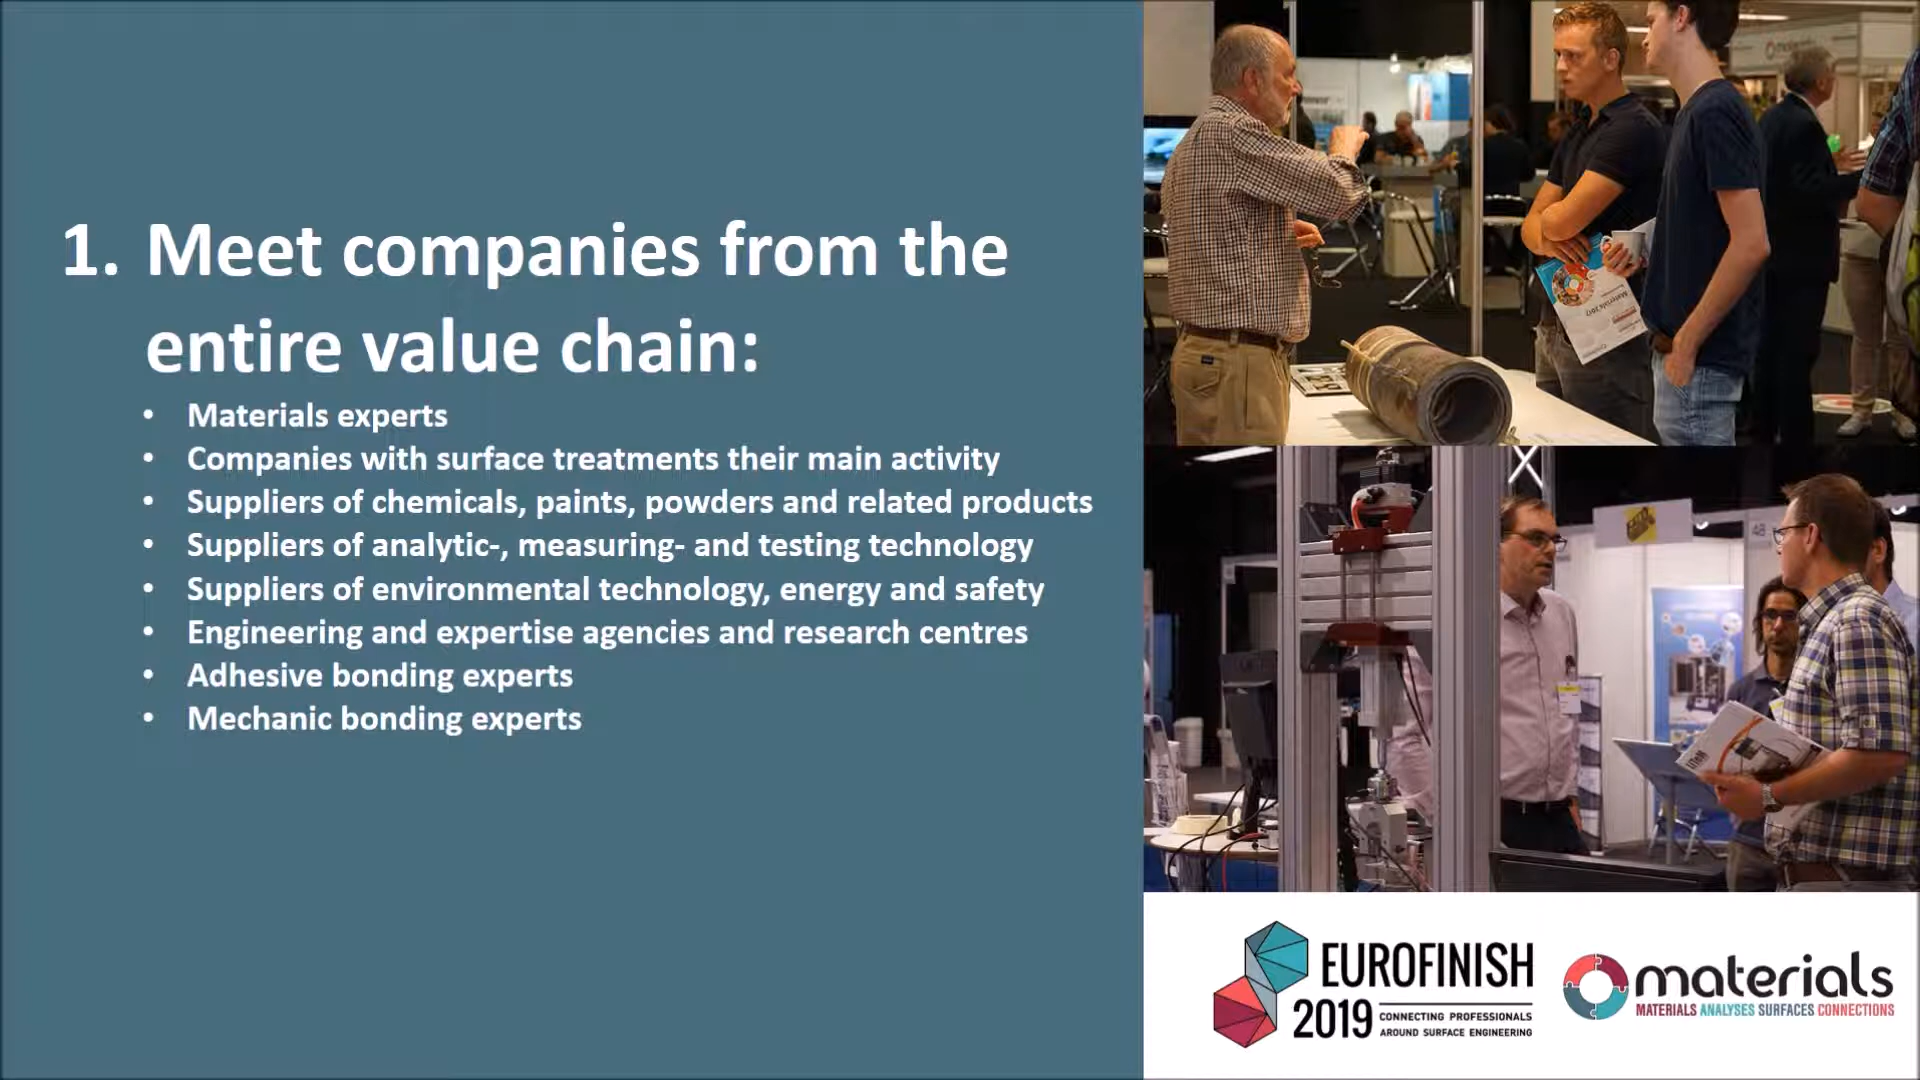 1. Meet companies from the
entire value chain:
• Materials experts
• Companies with surface treatments their main activity
• Suppliers of chemicals, paints, powders and related products
• Suppliers of analytic-, measuring- and testing technology
• Suppliers of environmental technology, energy and safety
• Engineering and expertise agencies and research centres
• Adhesive bonding experts
• Mechanic bonding experts
Materials 2017
48
EUROFINISH
2019 CONNECTING PROFESSIONALS
AROUND SURFACE ENGINEERING
materials
MATERIALS ANALYSES SURFACES CONNECTIONS